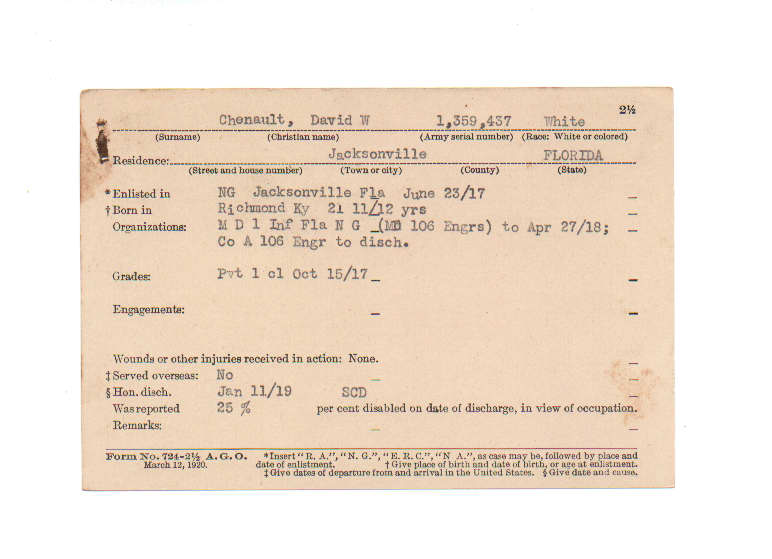 2½
Chenault, David W 1,359,437 White
(Surname) (Christian name) (Army serial number) (Race: White or colored)
Residence: Jacksonville FLORIDA
(Street and house number) (Town or city) (County) (State)
*Enlisted in NG Jacksonville Fla June 23/17
†Born in Richmond Ky 21 11/12 yrs
Organizations: M D 1 Inf Fla N G (MD 106 Engrs) to Apr 27/18;
Co A 106 Engr to disch.
Grades: Pvt 1 cl Oct 15/17
Engagements:
Wounds or other injuries received in action: None.
‡Served overseas: No
§Hon. disch. Jan 11/19 SCD
Was reported 25 % per cent disabled on date of discharge, in view of occupation.
Remarks:
Form No. 724-2½ A. G. O. *Insert "R. A.", "N. G.", "E. R. C.", "N A.", as case may be, followed by place and
March 12, 1920. date of enlistment. †Give place of birth and date of birth, or age at enlistment.
‡Give dates of departure from and arrival in the United States. §Give date and cause.